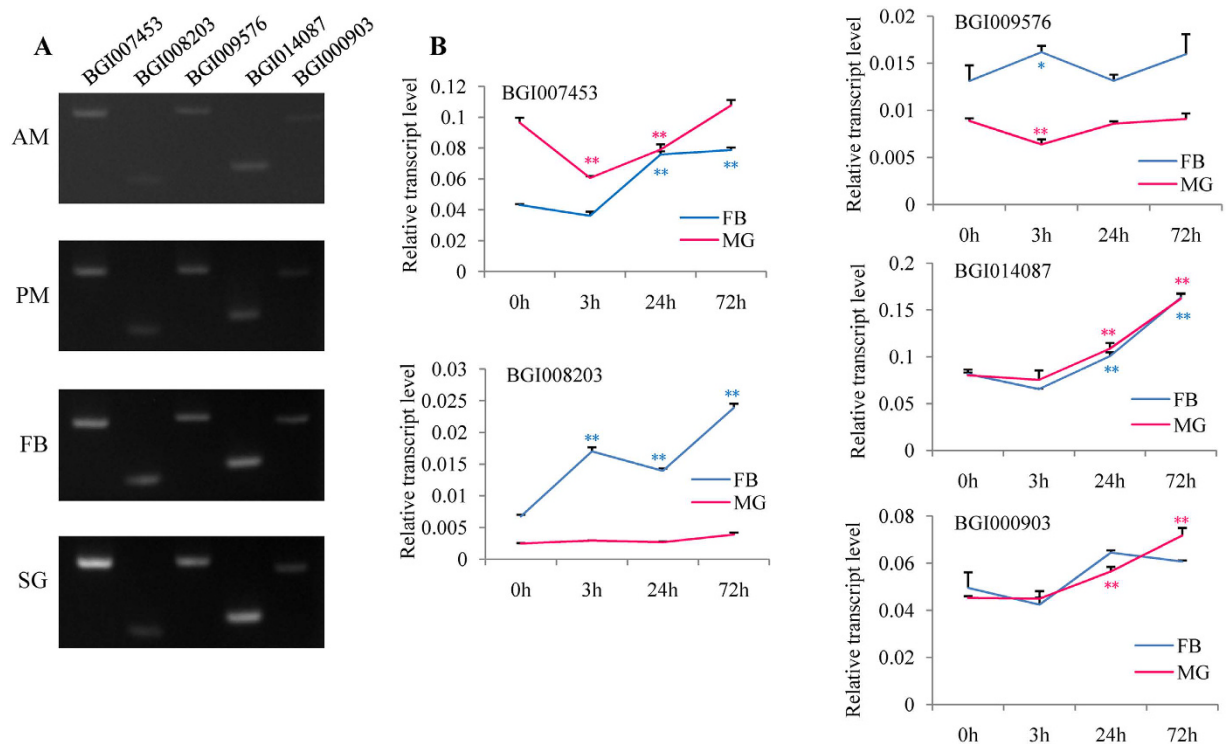 A
BGI007453
BGI008203
BGI009576
BGI014087
BGI000903
AM
PM
FB
SG
B
Relative transcript level
BGI007453
0.12
0.1
0.08
0.06
0.04
0.02
0
**
**
**
**
FB
MG
0h 3h 24h 72h
Relative transcript level
BGI008203
0.03
0.025
0.02
0.015
0.01
0.005
0
**
**
**
FB
MG
0h 3h 24h 72h
Relative transcript level
BGI009576
0.02
0.015
0.01
0.005
0
*
**
FB
MG
0h 3h 24h 72h
Relative transcript level
BGI014087
0.2
0.15
0.1
0.05
0
**
**
**
**
FB
MG
0h 3h 24h 72h
Relative transcript level
BGI000903
0.08
0.06
0.04
0.02
0
**
**
FB
MG
0h 3h 24h 72h